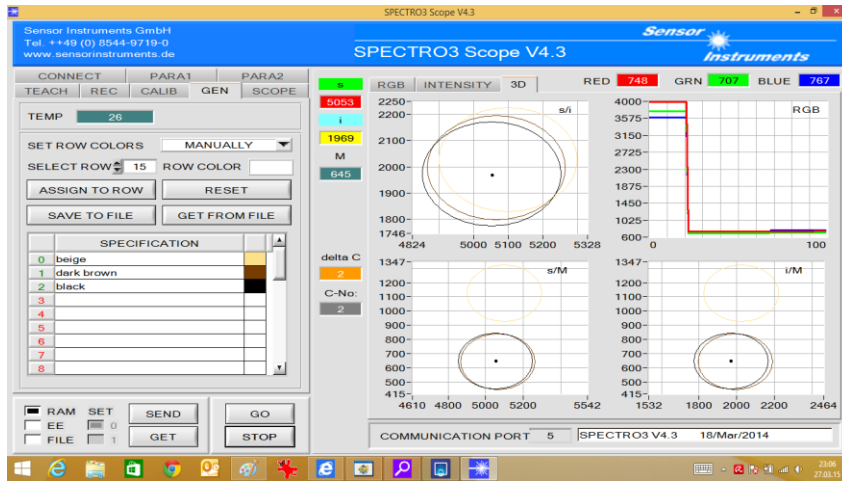 SPECTRO3 Scope V4.3
Sensor Instruments GmbH
Tel. ++49 (0) 8544-9719-0
www.sensorinstruments.de
SPECTRO3 Scope V4.3
Sensor
Instruments
CONNECT PARA1 PARA2
TEACH REC CALIB GEN SCOPE
TEMP 26
SET ROW COLORS MANUALLY
SELECT ROW 15 ROW COLOR
ASSIGN TO ROW RESET
SAVE TO FILE GET FROM FILE
SPECIFICATION
0 beige
1 dark brown
2 black
3
4
5
6
7
8
RAM SET SEND GO
EE 0
FILE 1 GET STOP
s
5053
i
1969
M
645
delta C
2
C-No:
2
RGB INTENSITY 3D RED 748 GRN 707 BLUE 767
s/i
2250
2200
2100
2000
1900
1800
1746
4824 5000 5100 5200 5328
RGB
4000
3575
3150
2725
2300
1875
1450
1025
600
0 100
s/M
1347
1200
1100
1000
900
800
700
600
500
415
4610 4800 5000 5200 5542
i/M
1347
1200
1100
1000
900
800
700
600
500
415
1532 1800 2000 2200 2464
COMMUNICATION PORT 5 SPECTRO3 V4.3 18/Mar/2014
23:06
27.03.15